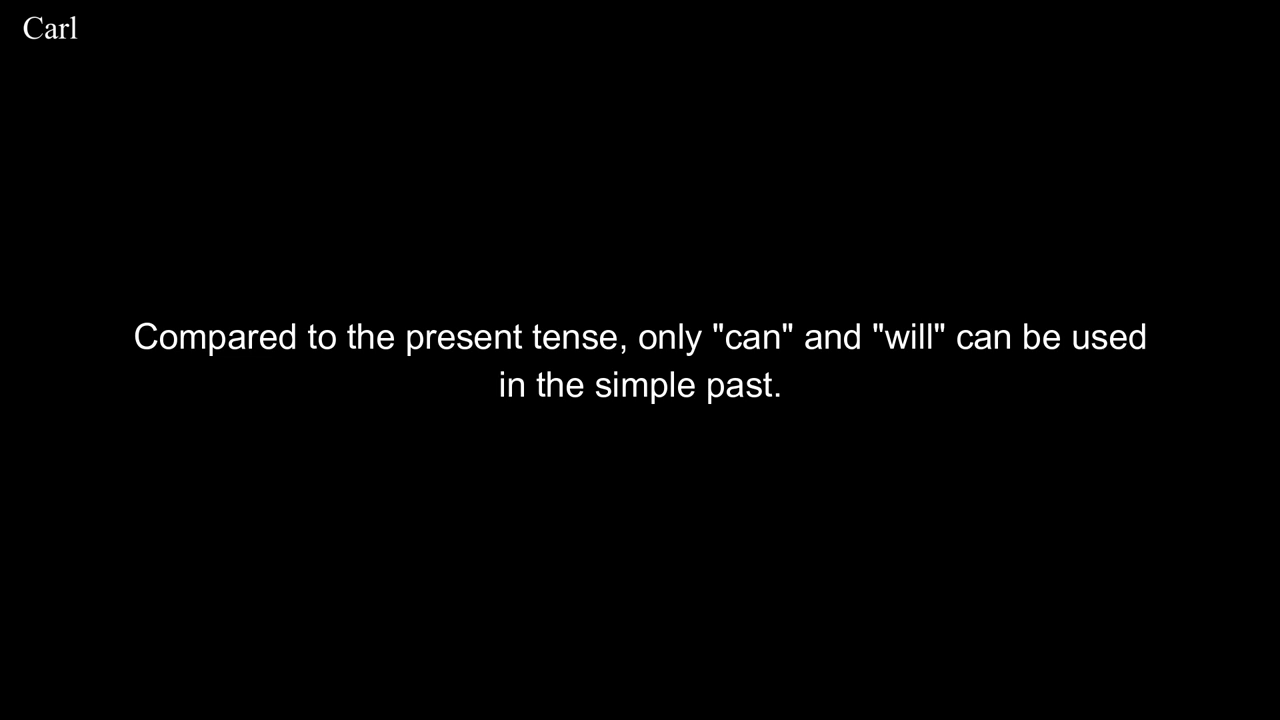 Carl
Compared to the present tense, only "can" and "will" can be used
in the simple past.